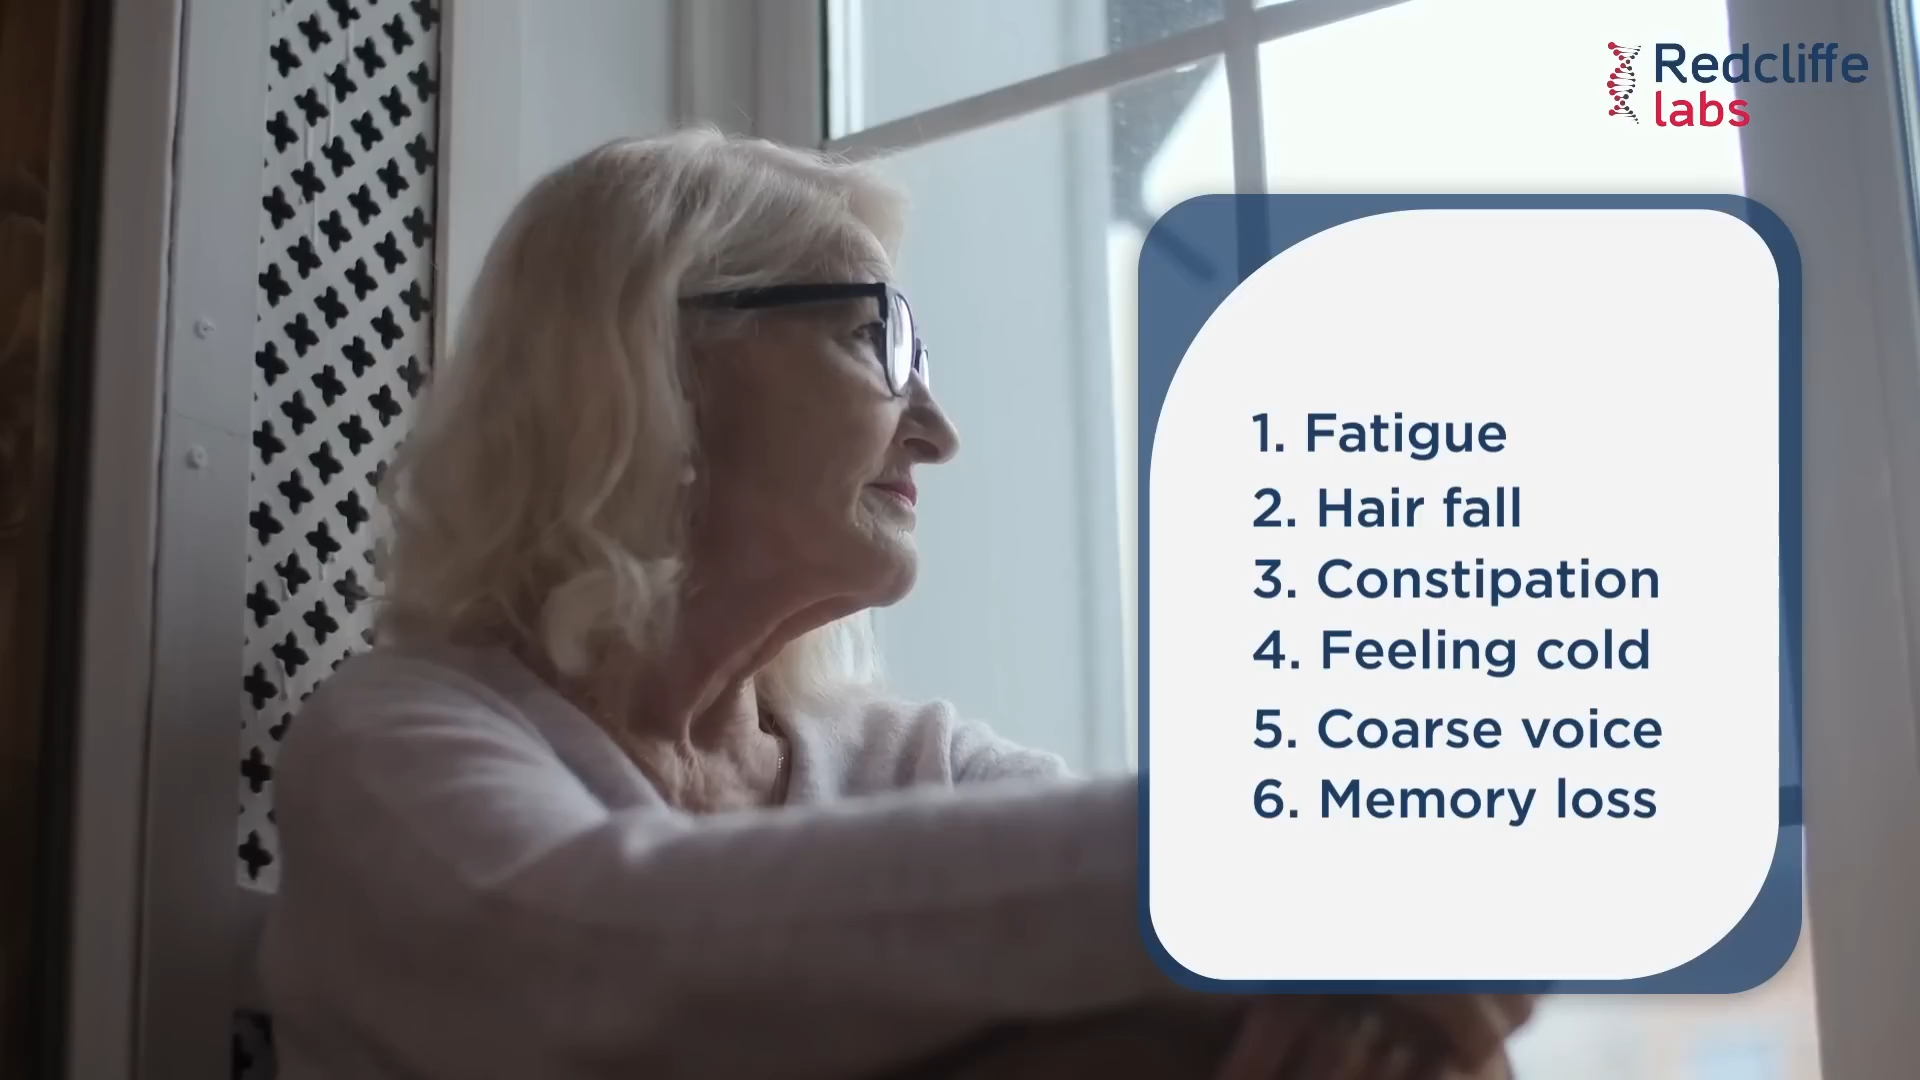 Redcliffe
labs
1. Fatigue
2. Hair fall
3. Constipation
4. Feeling cold
5. Coarse voice
6. Memory loss